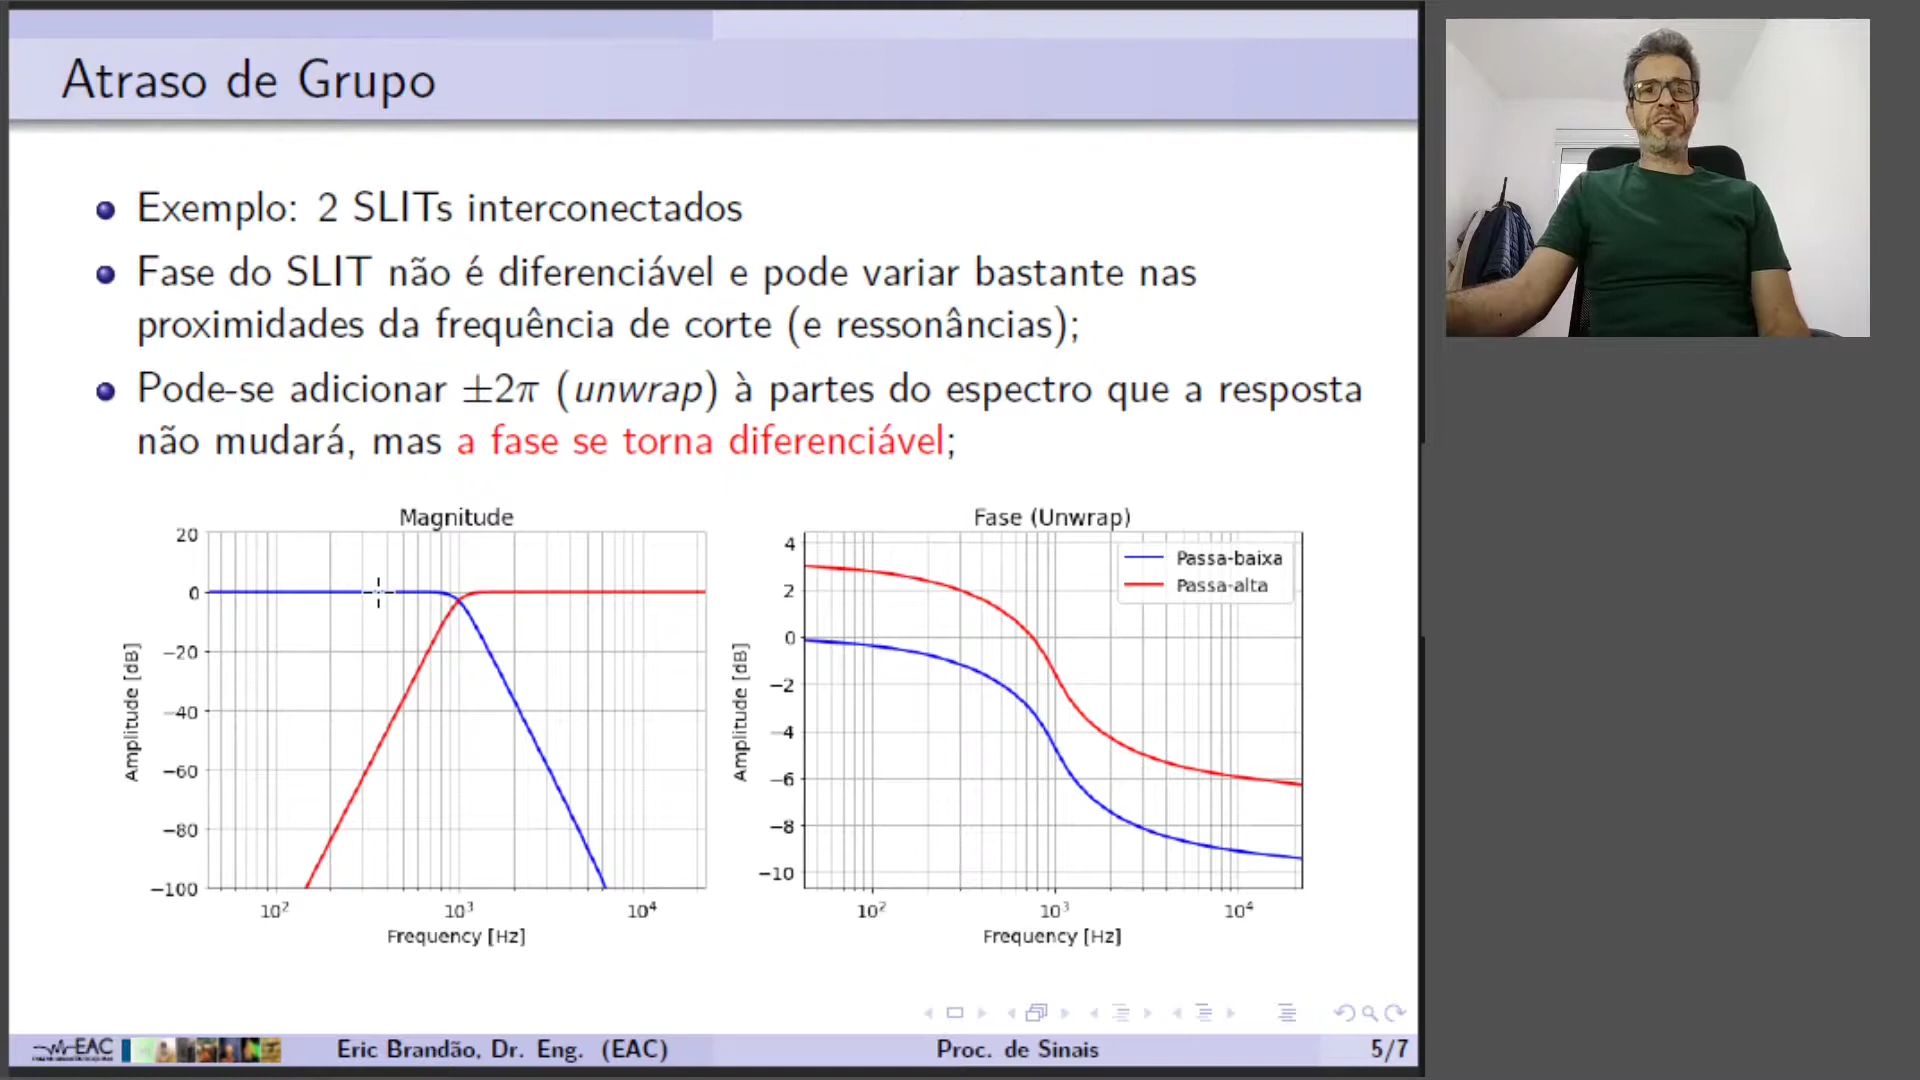 Atraso de Grupo
Exemplo: 2 SLITs interconectados
Fase do SLIT não é diferenciável e pode variar bastante nas
proximidades da frequência de corte (e ressonâncias);
Pode-se adicionar ±2π (unwrap) à partes do espectro que a resposta
não mudará, mas a fase se torna diferenciável;
Magnitude
20
0
−20
−40
−60
−80
−100
Amplitude [dB]
10²
10³
10⁴
Frequency [Hz]
Fase (Unwrap)
4
2
0
−2
−4
−6
−8
−10
Amplitude [dB]
Passa-baixa
Passa-alta
10²
10³
10⁴
Frequency [Hz]
EAC
Eric Brandão, Dr. Eng. (EAC)
Proc. de Sinais
5/7